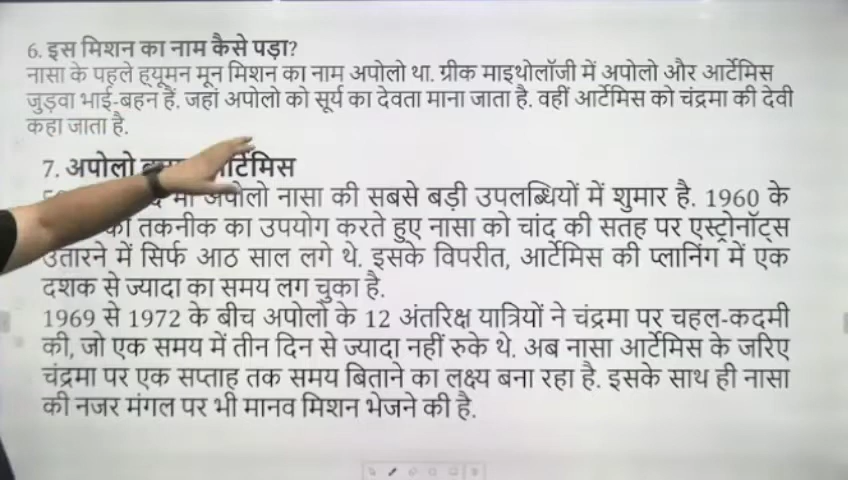 6. इस मिशन का नाम कैसे पड़ा?
नासा के पहले ह्यूमन मून मिशन का नाम अपोलो था. ग्रीक माइथोलॉजी में अपोलो और आर्टेमिस
जुड़वा भाई-बहन हैं. जहां अपोलो को सूर्य का देवता माना जाता है. वहीं आर्टेमिस को चंद्रमा की देवी
कहा जाता है.
7. अपोलो आर्टेमिस
अपोलो नासा की सबसे बड़ी उपलब्धियों में शुमार है. 1960 के
की तकनीक का उपयोग करते हुए नासा को चांद की सतह पर एस्ट्रोनॉट्स
उतारने में सिर्फ आठ साल लगे थे. इसके विपरीत, आर्टेमिस की प्लानिंग में एक
दशक से ज्यादा का समय लग चुका है.
1969 से 1972 के बीच अपोलो के 12 अंतरिक्ष यात्रियों ने चंद्रमा पर चहल-कदमी
की, जो एक समय में तीन दिन से ज्यादा नहीं रुके थे. अब नासा आर्टेमिस के जरिए
चंद्रमा पर एक सप्ताह तक समय बिताने का लक्ष्य बना रहा है. इसके साथ ही नासा
की नजर मंगल पर भी मानव मिशन भेजने की है.